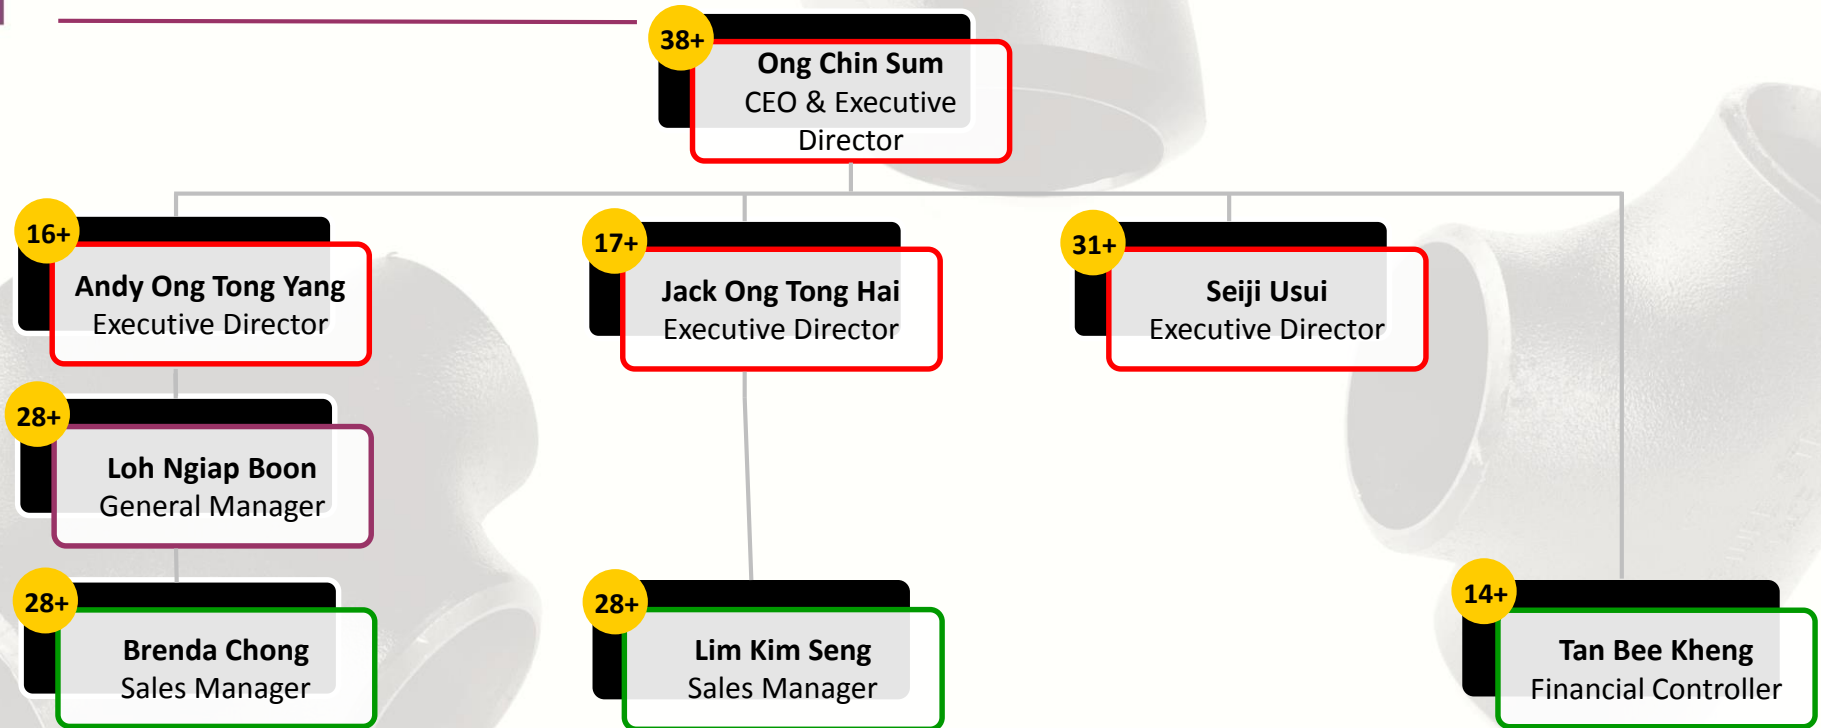 38+
Ong Chin Sum
CEO & Executive
Director
16+
Andy Ong Tong Yang
Executive Director
17+
Jack Ong Tong Hai
Executive Director
31+
Seiji Usui
Executive Director
28+
Loh Ngiap Boon
General Manager
28+
Brenda Chong
Sales Manager
28+
Lim Kim Seng
Sales Manager
14+
Tan Bee Kheng
Financial Controller